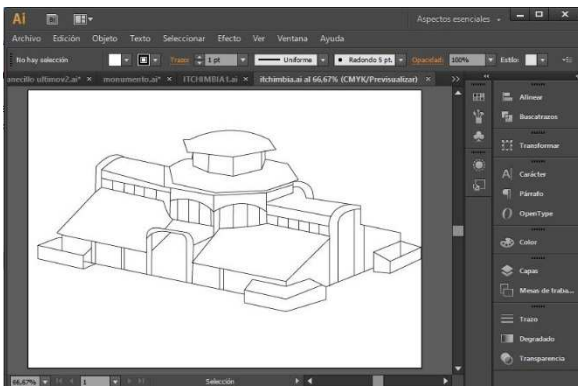 Ai Br Aspectos esenciales
Archivo Edición Objeto Texto Seleccionar Efecto Ver Ventana Ayuda
No hay selección Trazo: 1 pt Uniforme Redondo 5 pt. Opacidad: 100% Estilo:
monumento.ai* × ITCHIMBIA1.ai × itchimbia.ai al 66,67% (CMYK/Previsualizar) ×
Alinear
Buscatrazos
Transformar
Carácter
Párrafo
OpenType
Color
Capas
Mesas de traba...
Trazo
Degradado
Transparencia
66,67% 1 Selección